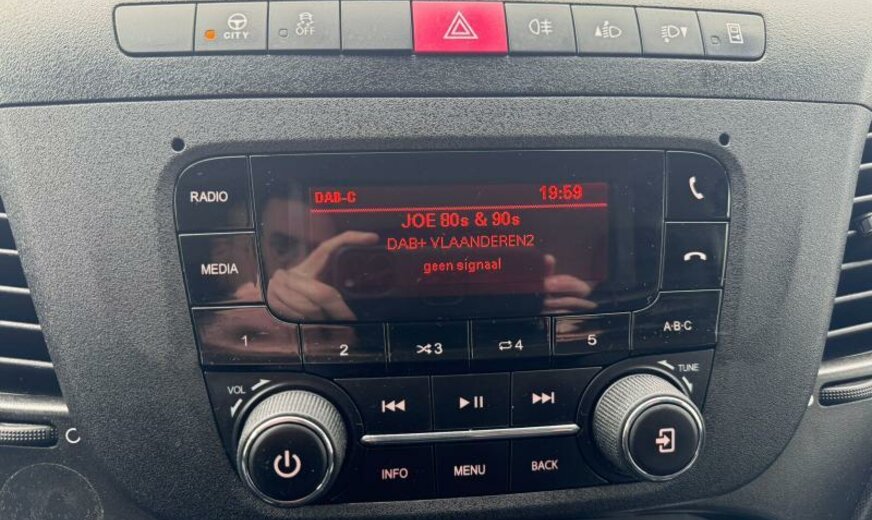 CITY
OFF
RADIO
DAB-C 19:59
JOE 80s & 90s
DAB+ VLAANDEREN2
geen signaal
MEDIA
1
2
3
4
5
A·B·C
VOL
TUNE
INFO
MENU
BACK